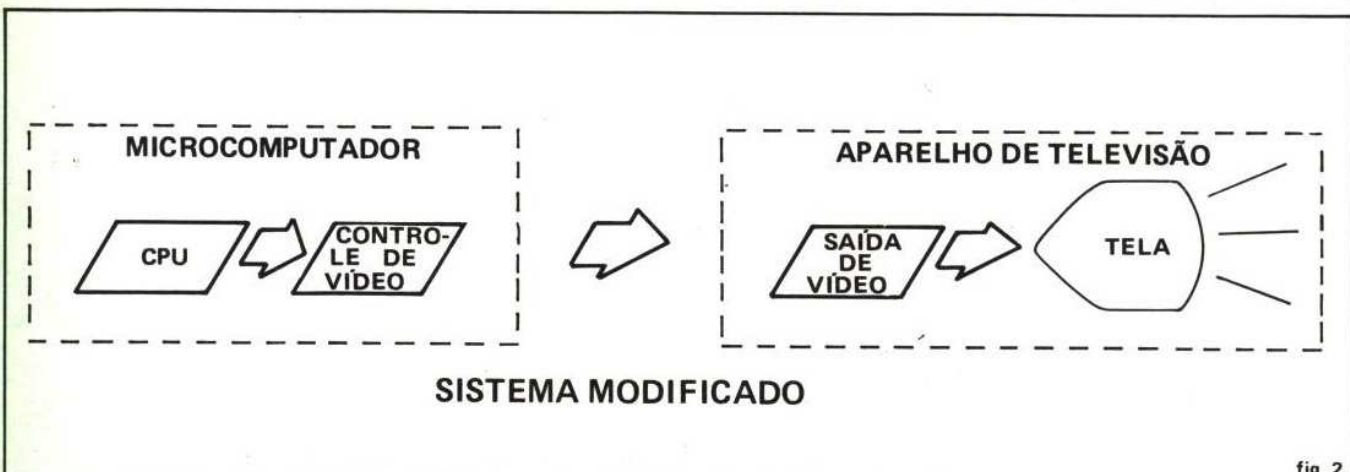 MICROCOMPUTADOR
CPU
CONTRO-
LE DE
VÍDEO
APARELHO DE TELEVISÃO
SAÍDA
DE
VÍDEO
TELA
SISTEMA MODIFICADO
fig. 2